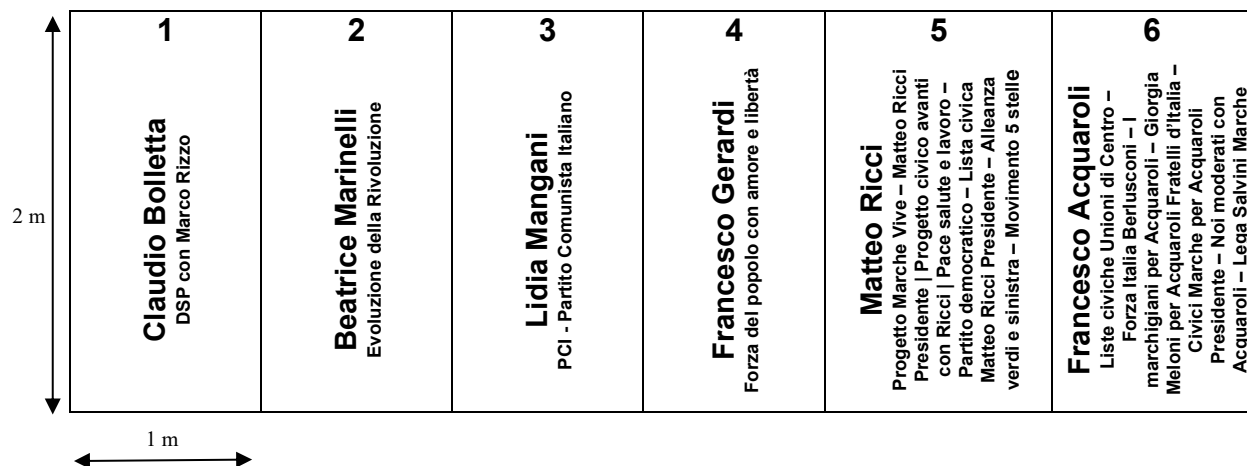 1
Claudio Bolletta
DSP con Marco Rizzo
2
Beatrice Marinelli
Evoluzione della Rivoluzione
3
Lidia Mangani
PCI - Partito Comunista Italiano
4
Francesco Gerardi
Forza del popolo con amore e libertà
5
Matteo Ricci
Progetto Marche Vive – Matteo Ricci
Presidente | Progetto civico avanti
con Ricci | Pace salute e lavoro –
Partito democratico – Lista civica
Matteo Ricci Presidente – Alleanza
verdi e sinistra – Movimento 5 stelle
6
Francesco Acquaroli
Liste civiche Unioni di Centro –
Forza Italia Berlusconi – I
marchigiani per Acquaroli – Giorgia
Meloni per Acquaroli Fratelli d'Italia –
Civici Marche per Acquaroli
Presidente – Noi moderati con
Acquaroli – Lega Salvini Marche
2 m
1 m